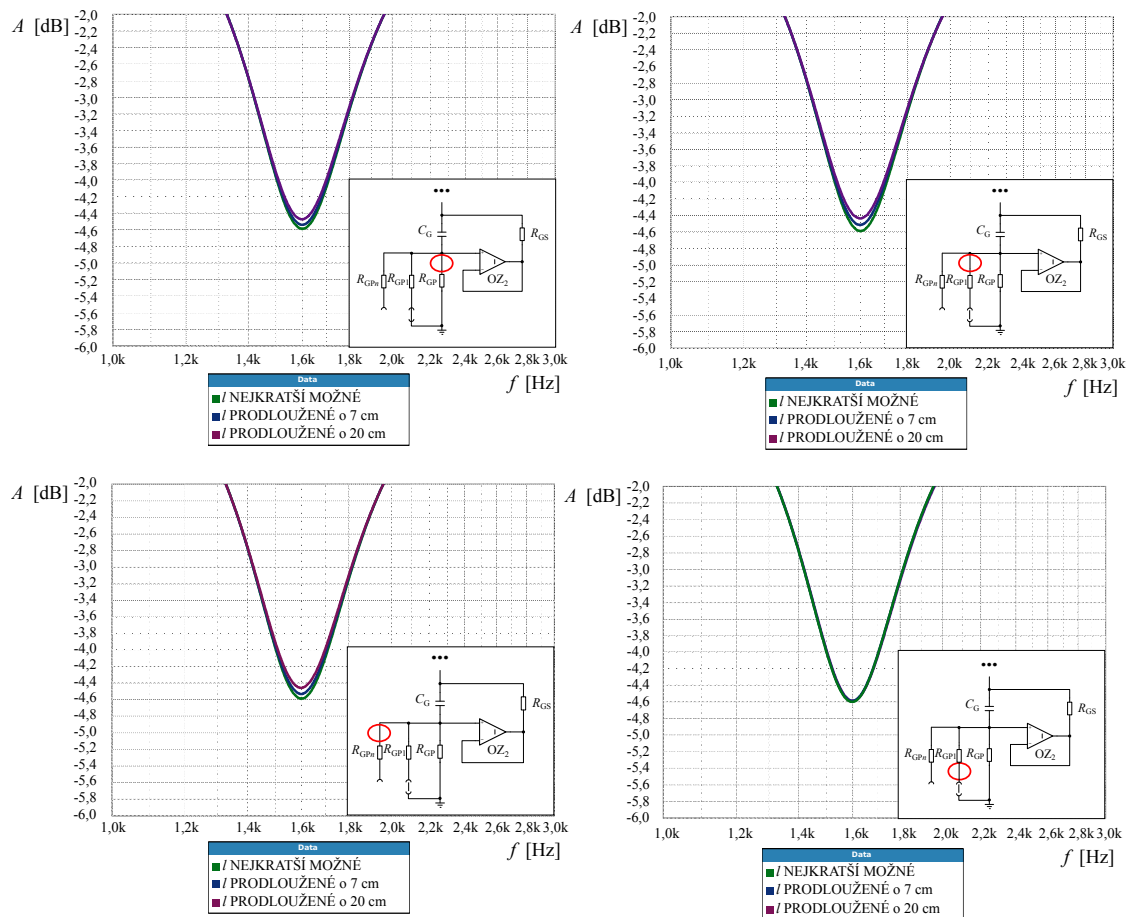 A [dB]
-2,0
-2,2
-2,4
-2,6
-2,8
-3,0
-3,2
-3,4
-3,6
-3,8
-4,0
-4,2
-4,4
-4,6
-4,8
-5,0
-5,2
-5,4
-5,6
-5,8
-6,0
1,0k 1,2k 1,4k 1,6k 1,8k 2,0k 2,2k 2,4k 2,6k 2,8k 3,0k
f [Hz]
•••
CG
RGS
RGPn RGP1 RGP OZ2
Data
l NEJKRATŠÍ MOŽNÉ
l PRODLOUŽENÉ o 7 cm
l PRODLOUŽENÉ o 20 cm
A [dB]
-2,0
-2,2
-2,4
-2,6
-2,8
-3,0
-3,2
-3,4
-3,6
-3,8
-4,0
-4,2
-4,4
-4,6
-4,8
-5,0
-5,2
-5,4
-5,6
-5,8
-6,0
1,0k 1,2k 1,4k 1,6k 1,8k 2,0k 2,2k 2,4k 2,6k 2,8k 3,0k
f [Hz]
•••
CG
RGS
RGPn RGP1 RGP OZ2
Data
l NEJKRATŠÍ MOŽNÉ
l PRODLOUŽENÉ o 7 cm
l PRODLOUŽENÉ o 20 cm
A [dB]
-2,0
-2,2
-2,4
-2,6
-2,8
-3,0
-3,2
-3,4
-3,6
-3,8
-4,0
-4,2
-4,4
-4,6
-4,8
-5,0
-5,2
-5,4
-5,6
-5,8
-6,0
1,0k 1,2k 1,4k 1,6k 1,8k 2,0k 2,2k 2,4k 2,6k 2,8k 3,0k
f [Hz]
•••
CG
RGS
RGPn RGP1 RGP OZ2
Data
l NEJKRATŠÍ MOŽNÉ
l PRODLOUŽENÉ o 7 cm
l PRODLOUŽENÉ o 20 cm
A [dB]
-2,0
-2,2
-2,4
-2,6
-2,8
-3,0
-3,2
-3,4
-3,6
-3,8
-4,0
-4,2
-4,4
-4,6
-4,8
-5,0
-5,2
-5,4
-5,6
-5,8
-6,0
1,0k 1,2k 1,4k 1,6k 1,8k 2,0k 2,2k 2,4k 2,6k 2,8k 3,0k
f [Hz]
•••
CG
RGS
RGPn RGP1 RGP OZ2
Data
l NEJKRATŠÍ MOŽNÉ
l PRODLOUŽENÉ o 7 cm
l PRODLOUŽENÉ o 20 cm